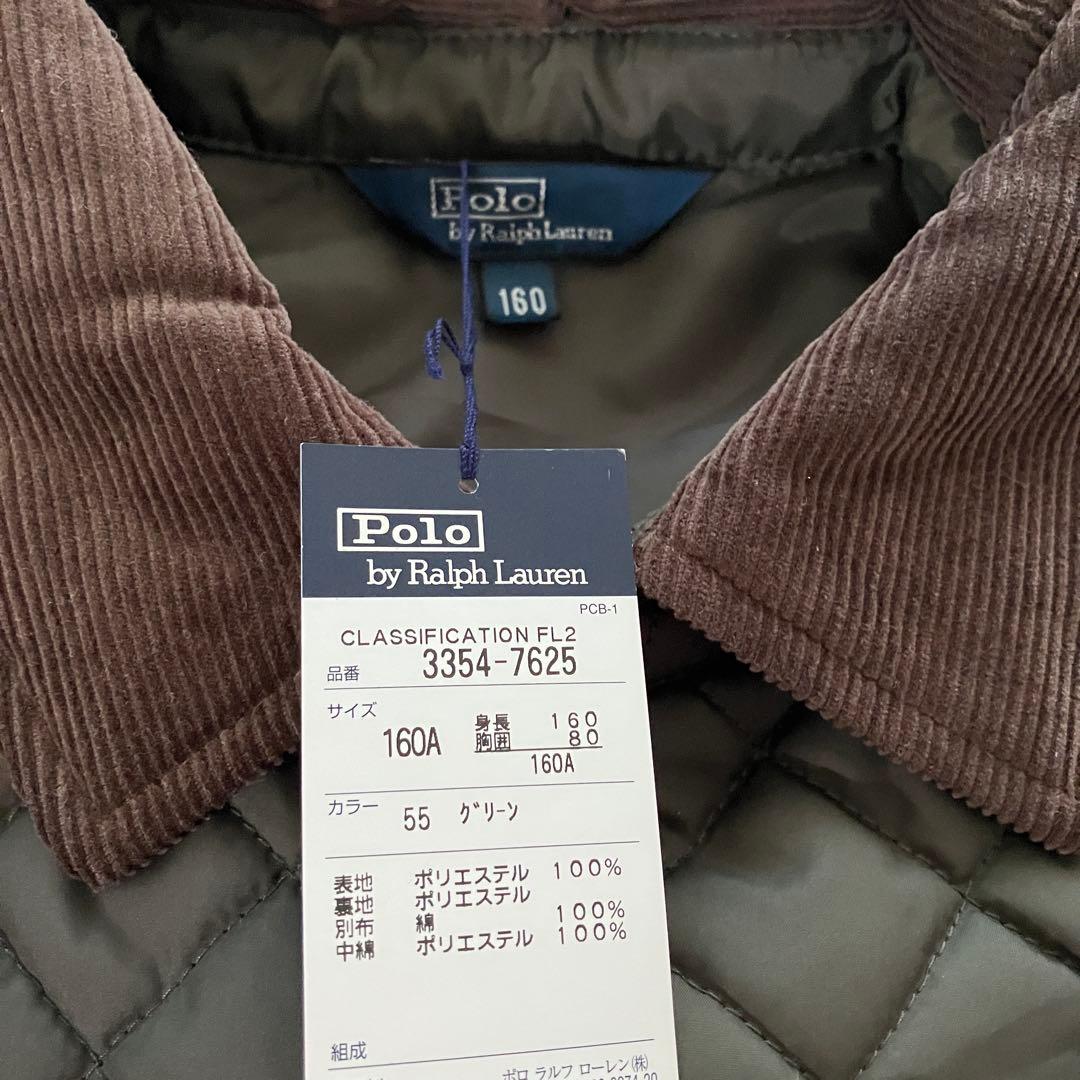 Polo
by Ralph Lauren
160
Polo
by Ralph Lauren
PCB-1
CLASSIFICATION FL2
品番 3354-7625
サイズ
160A 身長 160
胸囲 80
160A
カラー 55 グリーン
表地 ポリエステル 100%
裏地 ポリエステル
別布 綿 100%
中綿 ポリエステル 100%
組成
ポロ ラルフ ローレン(株)